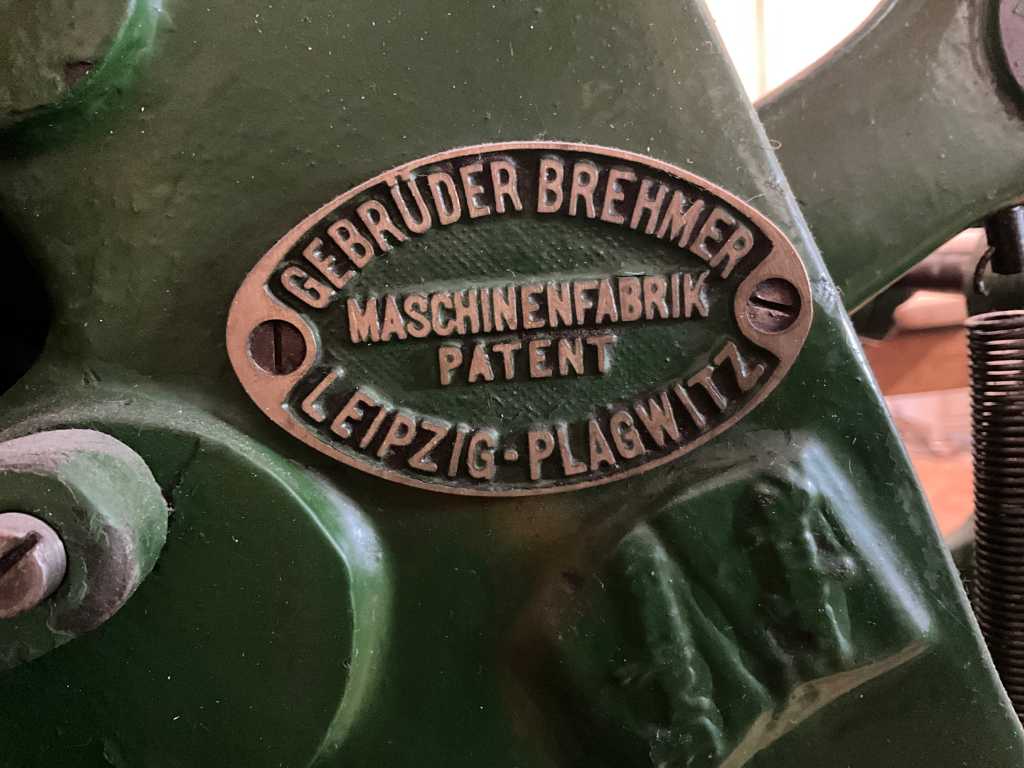 GEBRÜDER BREHMER
MASCHINENFABRIK
PATENT
LEIPZIG-PLAGWITZ